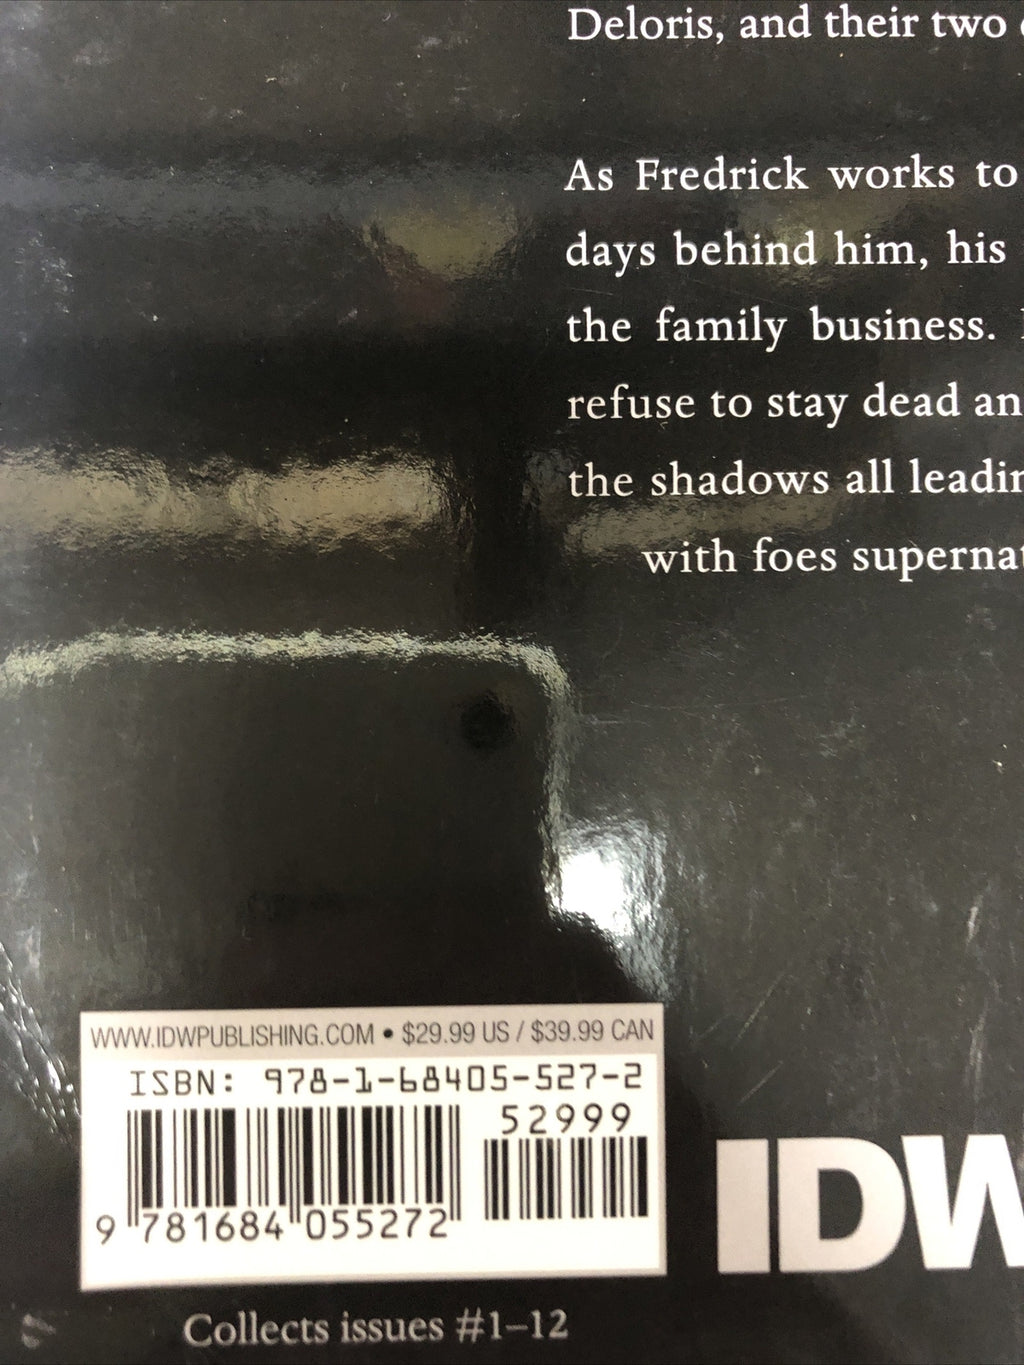 Deloris, and their two
As Fredrick works to
days behind him, his
the family business.
refuse to stay dead an
the shadows all leadin
with foes supernat
WWW.IDWPUBLISHING.COM • $29.99 US / $39.99 CAN
ISBN: 978-1-68405-527-2
52999
9 781684 055272
IDW
Collects issues #1–12